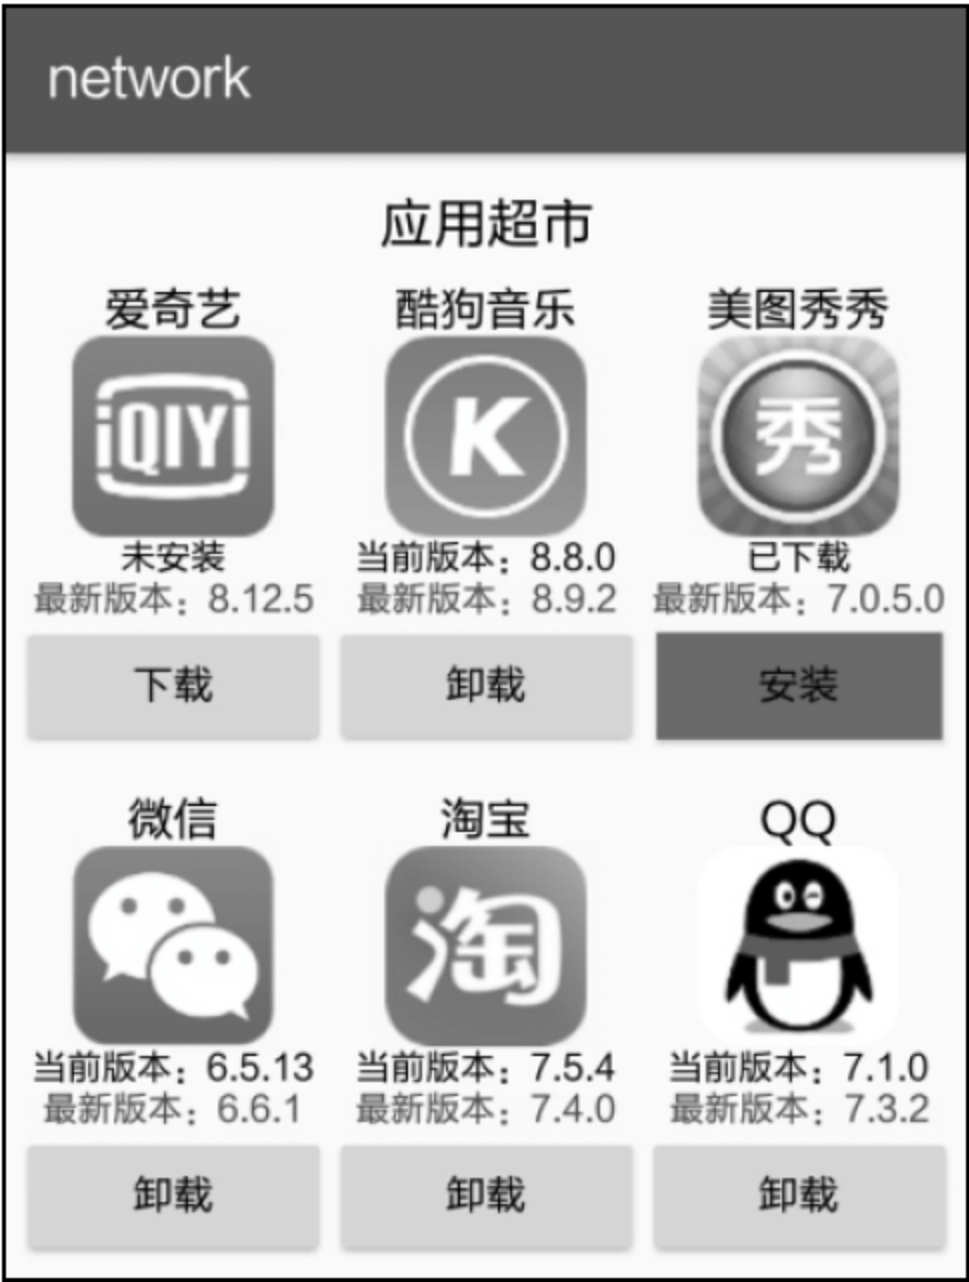 network
应用超市
爱奇艺 酷狗音乐 美图秀秀
iQIYI K 秀
未安装 当前版本：8.8.0 已下载
最新版本：8.12.5 最新版本：8.9.2 最新版本：7.0.5.0
下载 卸载 安装
微信 淘宝 QQ
淘
当前版本：6.5.13 当前版本：7.5.4 当前版本：7.1.0
最新版本：6.6.1 最新版本：7.4.0 最新版本：7.3.2
卸载 卸载 卸载